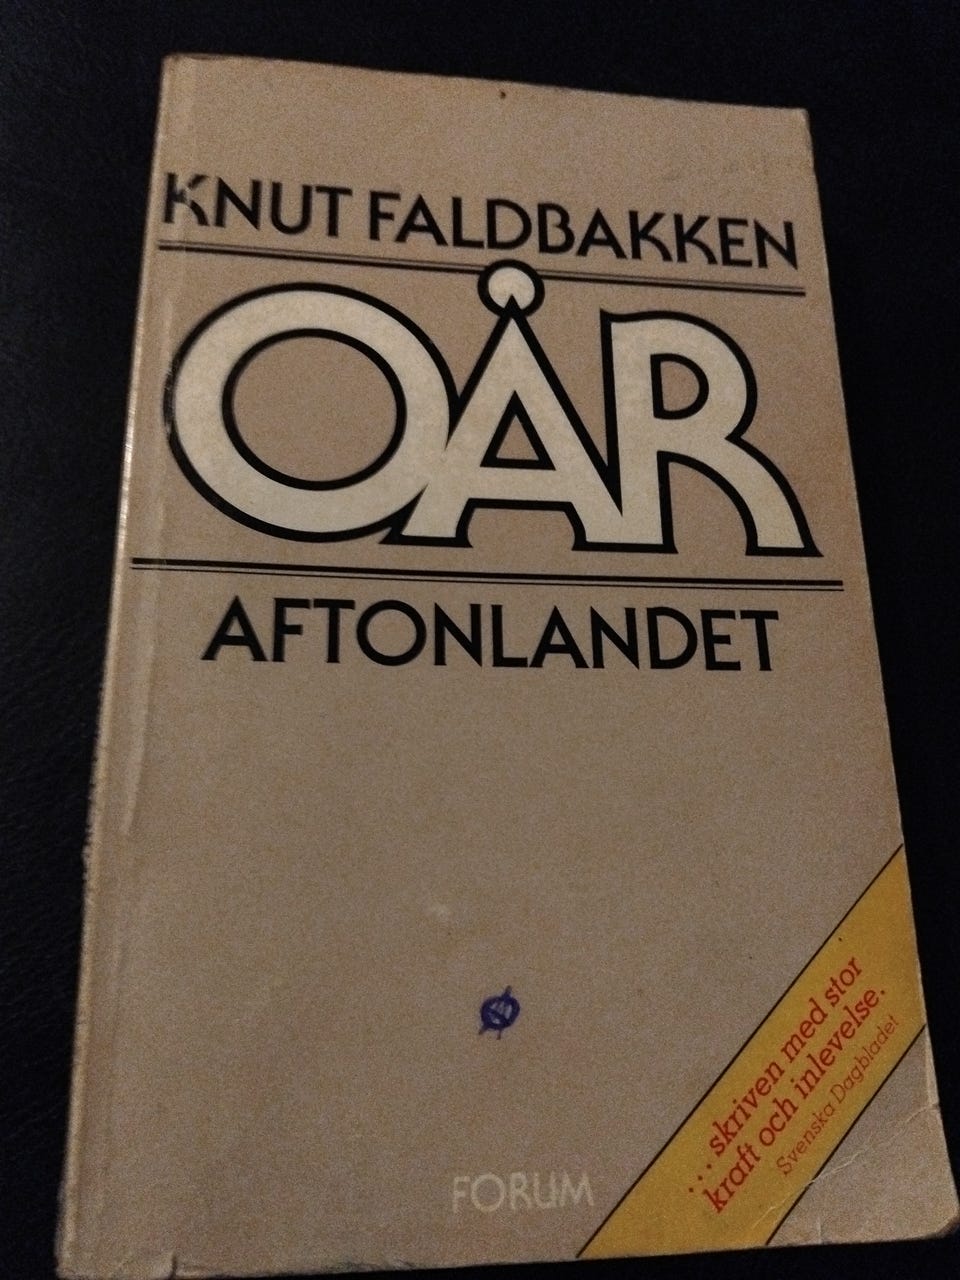 KNUT FALDBAKKEN
OÅR
AFTONLANDET
... skriven med stor
kraft och inlevelse.
Svenska Dagbladet
FORUM